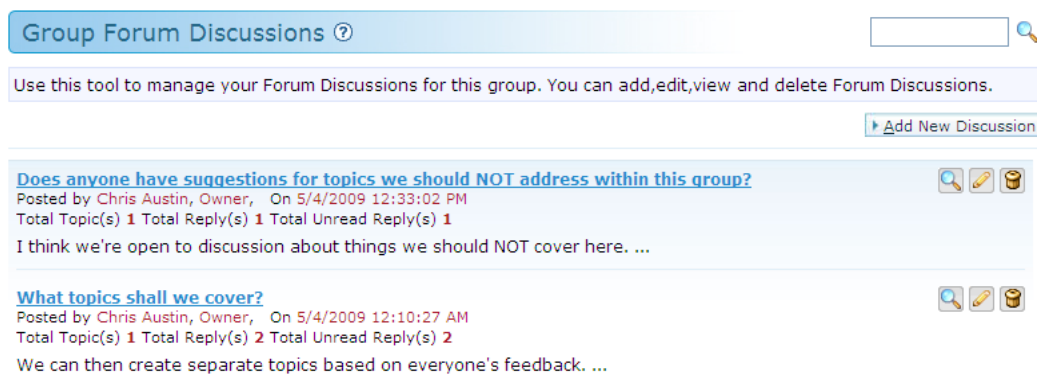 Group Forum Discussions ?
Use this tool to manage your Forum Discussions for this group. You can add,edit,view and delete Forum Discussions.
Add New Discussion
Does anyone have suggestions for topics we should NOT address within this group?
Posted by Chris Austin, Owner, On 5/4/2009 12:33:02 PM
Total Topic(s) 1 Total Reply(s) 1 Total Unread Reply(s) 1
I think we're open to discussion about things we should NOT cover here. ...
What topics shall we cover?
Posted by Chris Austin, Owner, On 5/4/2009 12:10:27 AM
Total Topic(s) 1 Total Reply(s) 2 Total Unread Reply(s) 2
We can then create separate topics based on everyone's feedback. ...